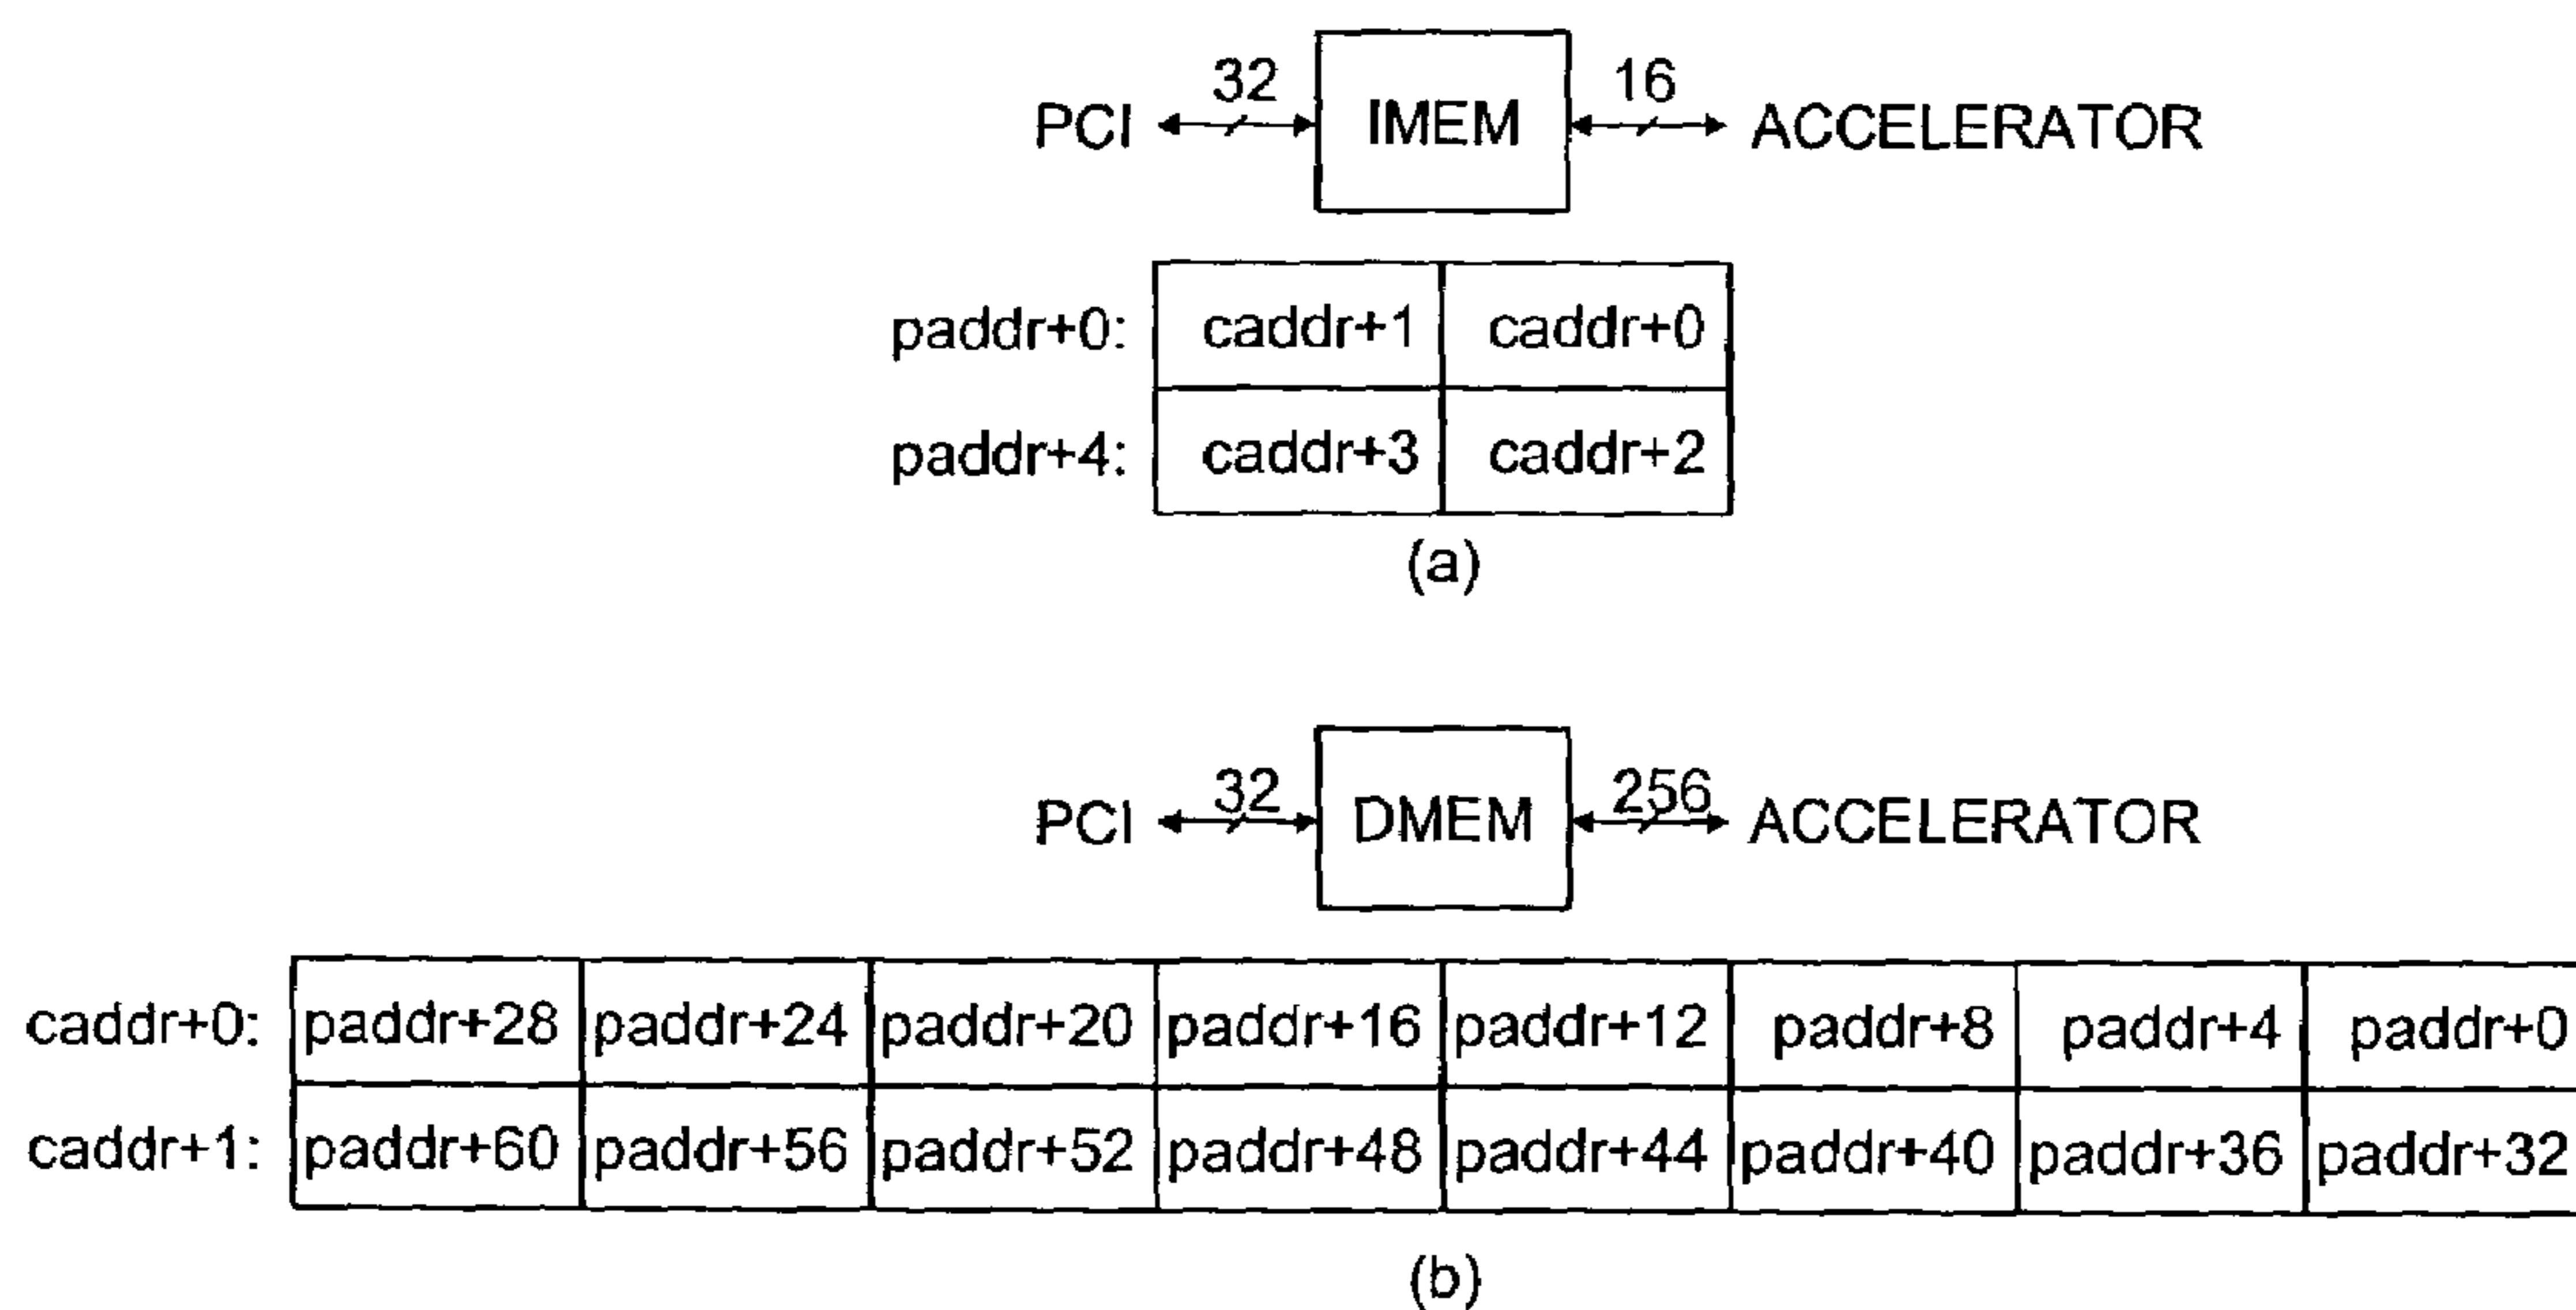 32 16
PCI IMEM ACCELERATOR
paddr+0: caddr+1 caddr+0
paddr+4: caddr+3 caddr+2
(a)
32 256
PCI DMEM ACCELERATOR
caddr+0: paddr+28 paddr+24 paddr+20 paddr+16 paddr+12 paddr+8 paddr+4 paddr+0
caddr+1: paddr+60 paddr+56 paddr+52 paddr+48 paddr+44 paddr+40 paddr+36 paddr+32
(b)